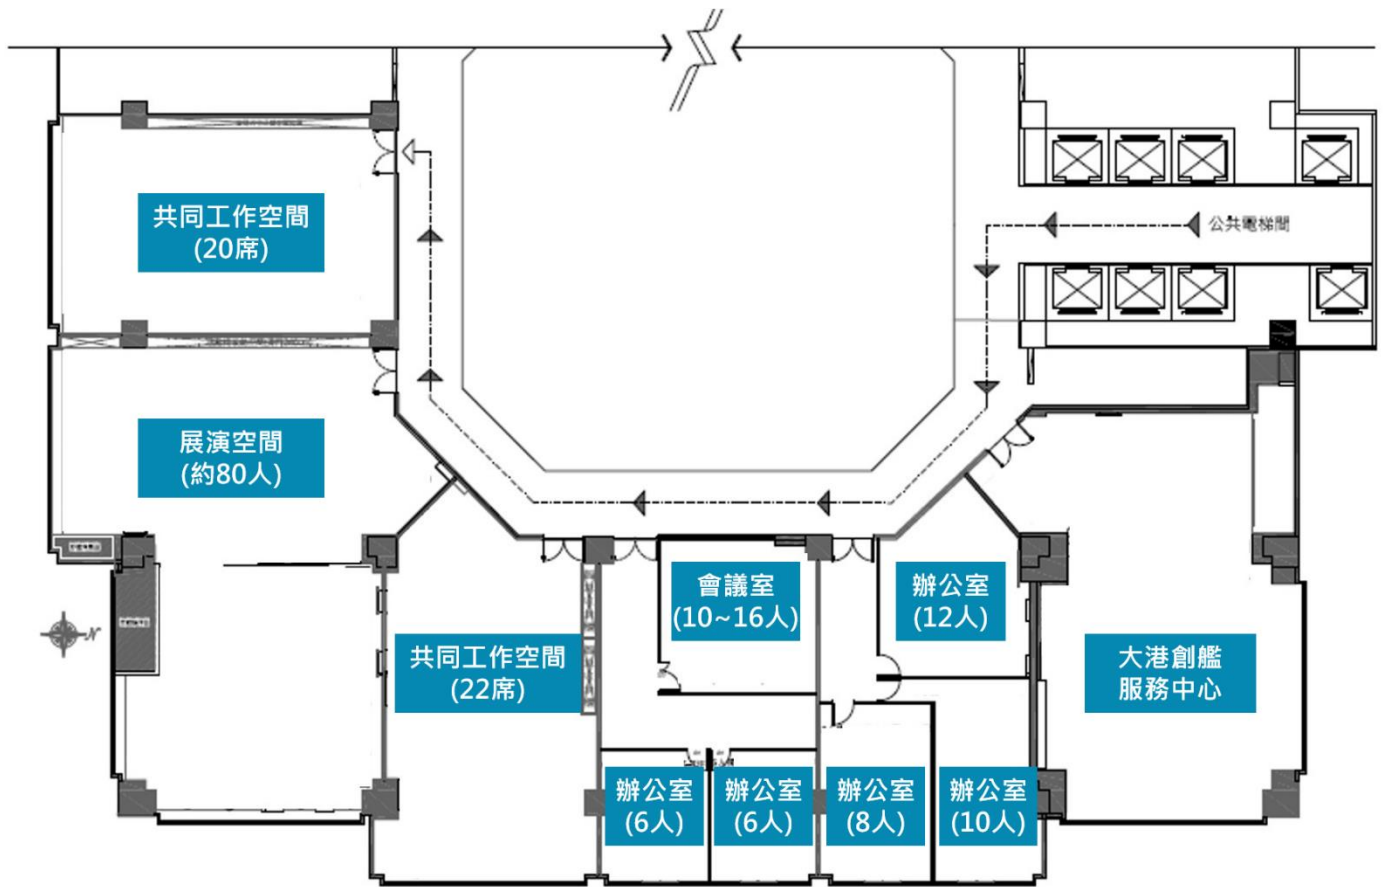 共同工作空間
(20席)
公共電梯間
展演空間
(約80人)
N
會議室
(10~16人)
辦公室
(12人)
共同工作空間
(22席)
大港創艦
服務中心
辦公室
(6人)
辦公室
(6人)
辦公室
(8人)
辦公室
(10人)